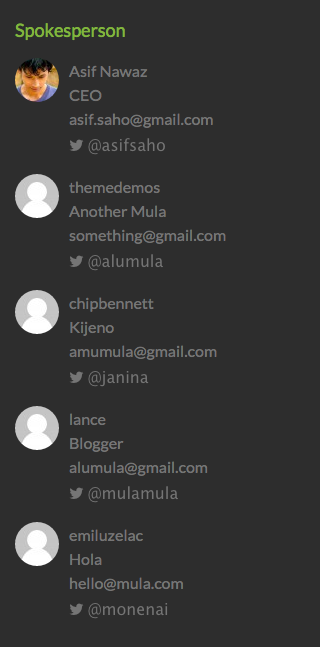 Spokesperson
Asif Nawaz
CEO
asif.saho@gmail.com
@asifsaho
themedemos
Another Mula
something@gmail.com
@alumula
chipbennett
Kijeno
amumula@gmail.com
@janina
lance
Blogger
alumula@gmail.com
@mulamula
emiluzelac
Hola
hello@mula.com
@monenai